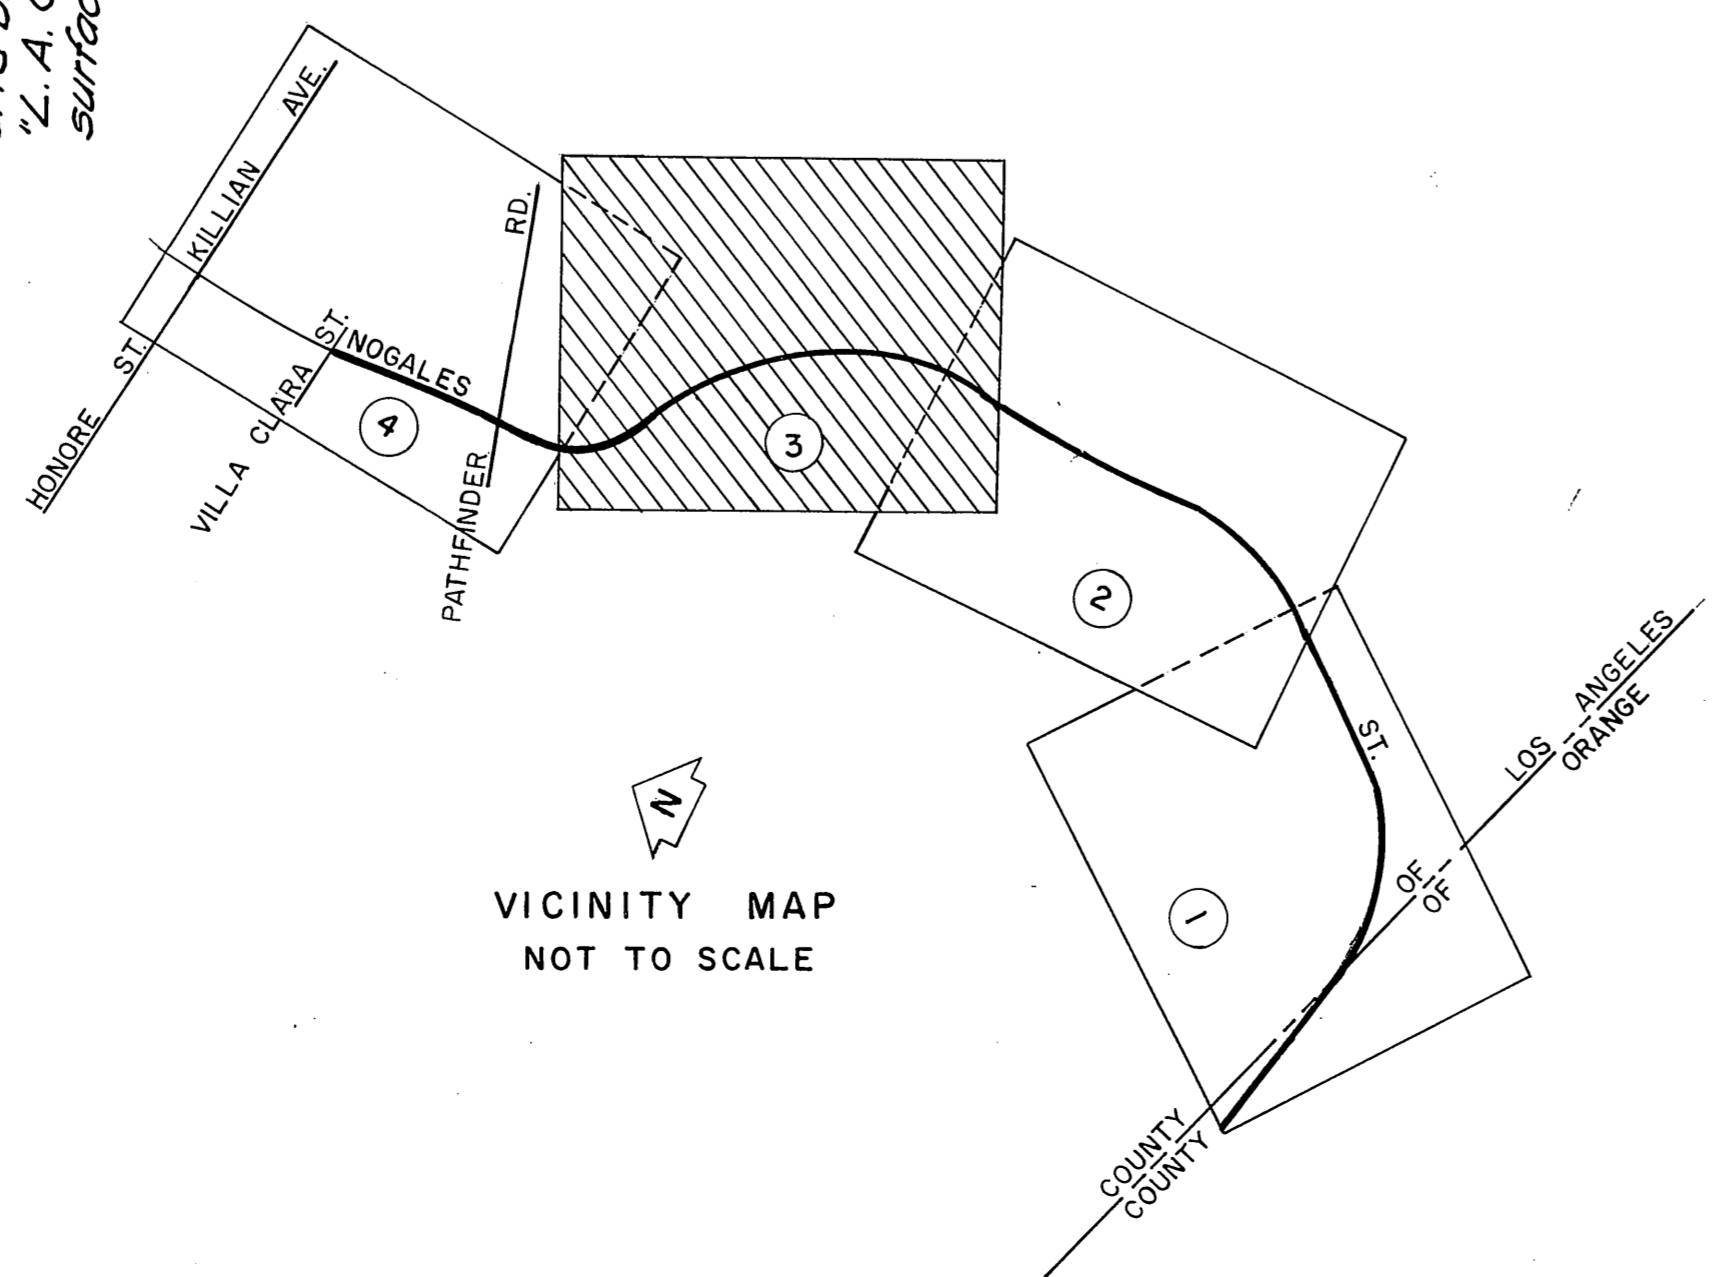 "L.A.
surfac
KILLIAN AVE.
HONORE ST.
VILLA CLARA ST.
NOGALES
PATHFINDER RD.
4
3
2
1
ST.
N
VICINITY MAP
NOT TO SCALE
COUNTY OF LOS ANGELES
COUNTY OF ORANGE